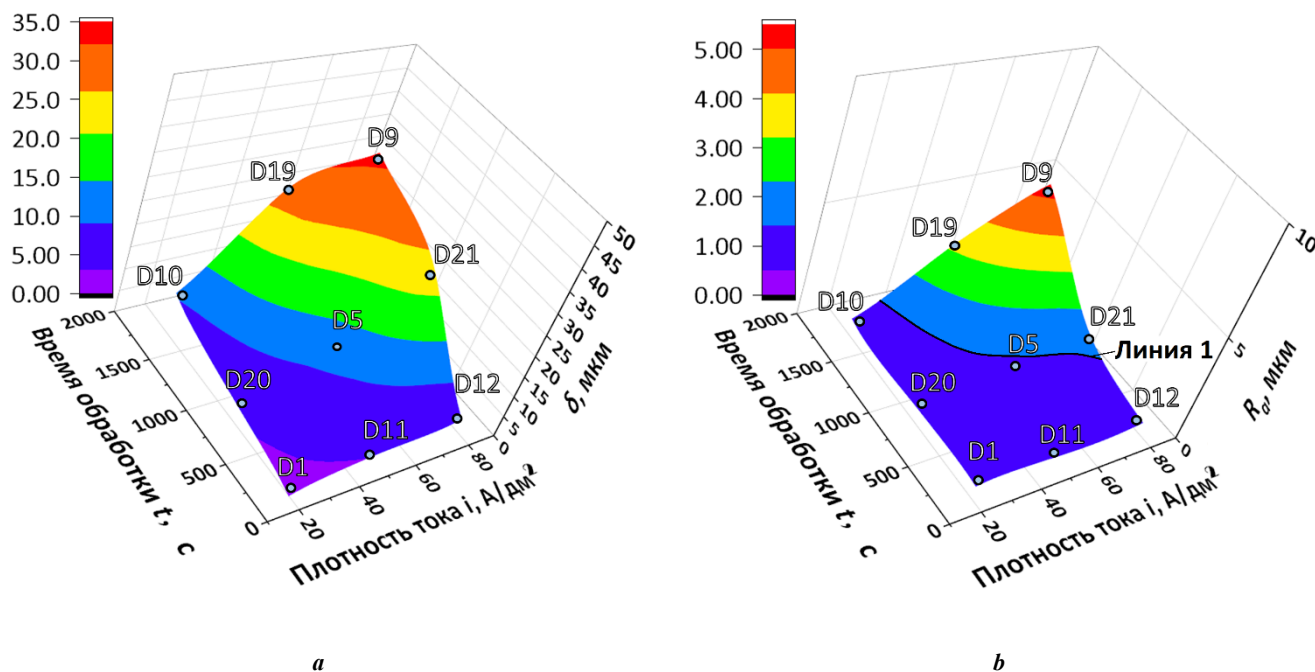 35.0
30.0
25.0
20.0
15.0
10.0
5.00
0.00
D9
D19
D21
D10
D5
D20
D12
D11
D1
2000
1500
1000
500
0
Время обработки t, с
20
40
60
80
Плотность тока i, А/дм²
0
5
10
15
20
25
30
35
40
45
50
δ, мкм
a
5.00
4.00
3.00
2.00
1.00
0.00
D9
D19
D10
D21
D5
Линия 1
D20
D12
D11
D1
2000
1500
1000
500
0
Время обработки t, с
20
40
60
80
Плотность тока i, А/дм²
0
5
10
Ra, мкм
b